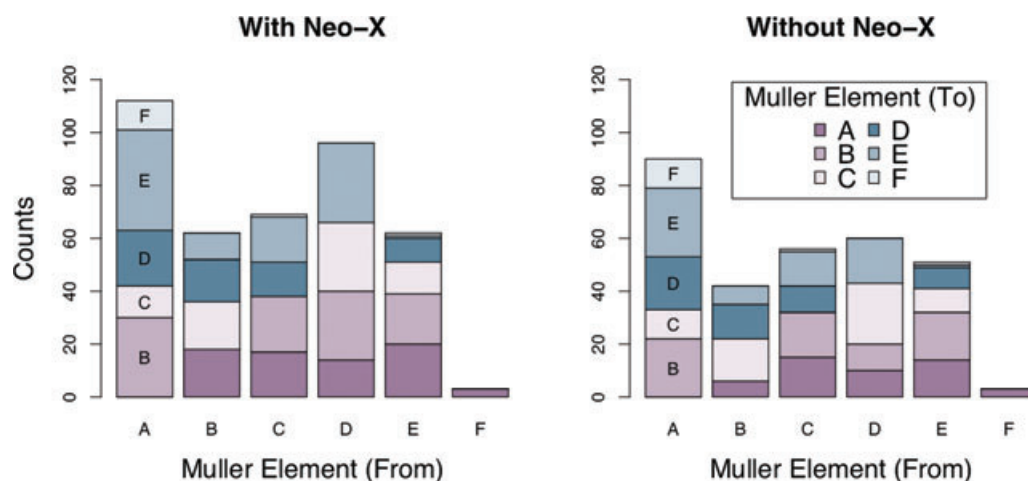 With Neo–X
Without Neo–X
Counts
0
20
40
60
80
100
120
F
E
D
C
B
A B C D E F
Muller Element (From)
0
20
40
60
80
100
120
Muller Element (To)
A D
B E
C F
F
E
D
C
B
A B C D E F
Muller Element (From)